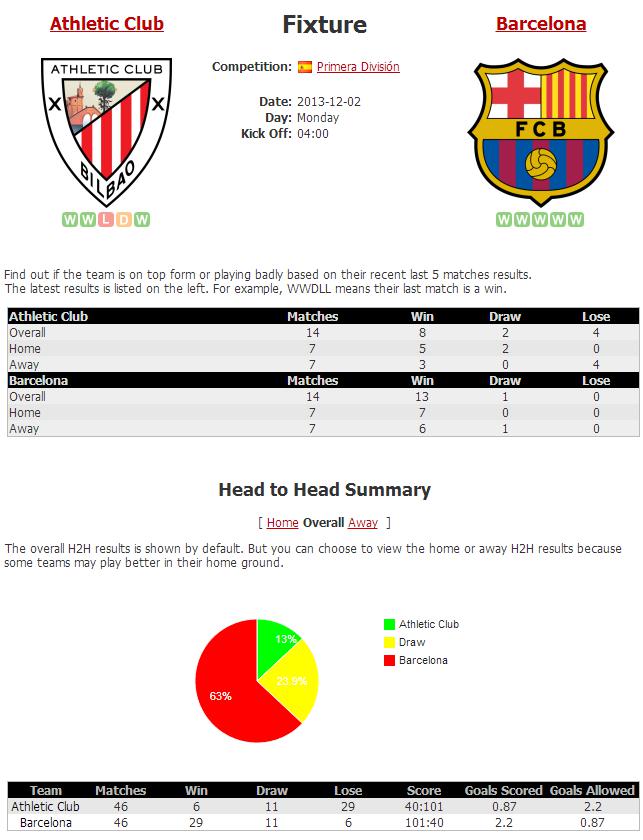 Athletic Club
Fixture
Barcelona
ATHLETIC CLUB
BILBAO
Competition: Primera División
Date: 2013-12-02
Day: Monday
Kick Off: 04:00
FCB
W W L D W
W W W W W
Find out if the team is on top form or playing badly based on their recent last 5 matches results.
The latest results is listed on the left. For example, WWDLL means their last match is a win.
Athletic Club Matches Win Draw Lose
Overall 14 8 2 4
Home 7 5 2 0
Away 7 3 0 4
Barcelona Matches Win Draw Lose
Overall 14 13 1 0
Home 7 7 0 0
Away 7 6 1 0
Head to Head Summary
[ Home Overall Away ]
The overall H2H results is shown by default. But you can choose to view the home or away H2H results because
some teams may play better in their home ground.
13%
23.9%
63%
Athletic Club
Draw
Barcelona
Team Matches Win Draw Lose Score Goals Scored Goals Allowed
Athletic Club 46 6 11 29 40:101 0.87 2.2
Barcelona 46 29 11 6 101:40 2.2 0.87